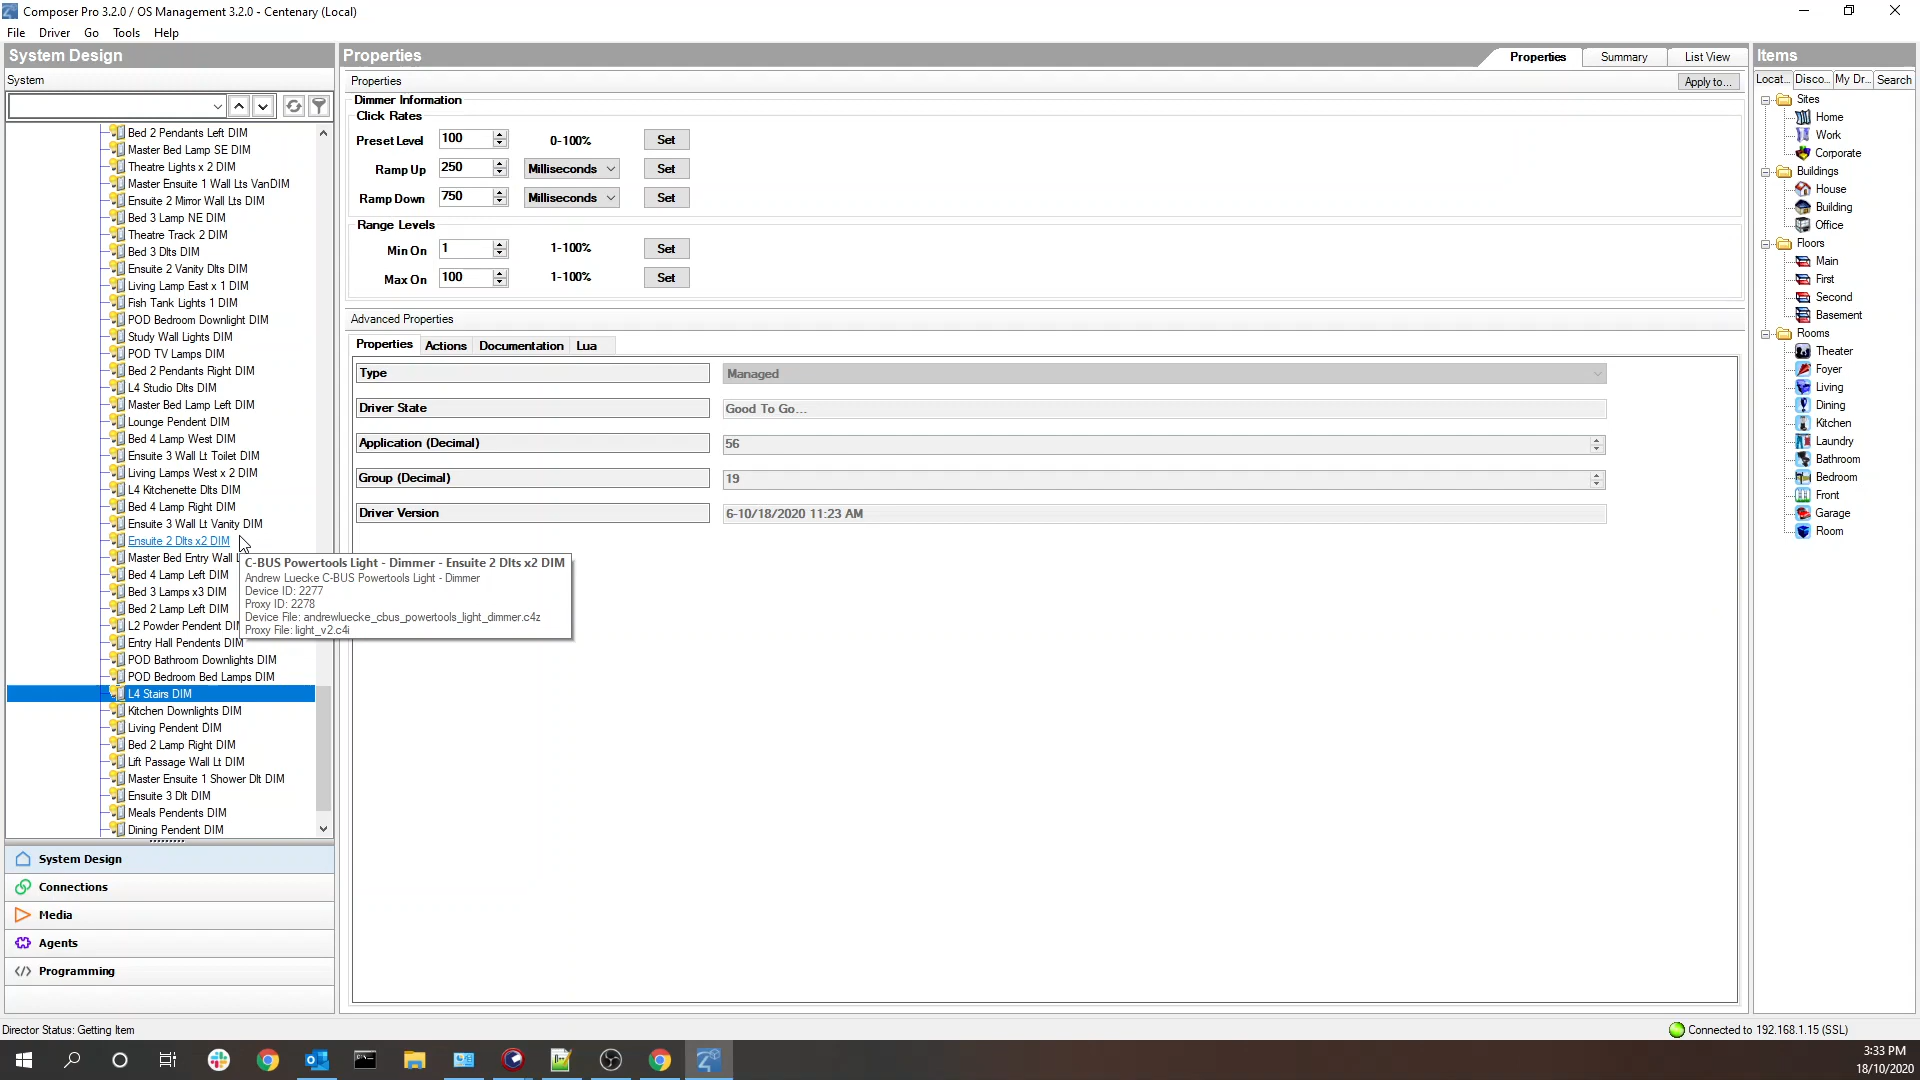 Composer Pro 3.2.0 / OS Management 3.2.0 - Centenary (Local)
File Driver Go Tools Help
System Design
System
Bed 2 Pendants Left DIM
Master Bed Lamp SE DIM
Theatre Lights x 2 DIM
Master Ensuite 1 Wall Lts VanDIM
Ensuite 2 Mirror Wall Lts DIM
Bed 3 Lamp NE DIM
Theatre Track 2 DIM
Bed 3 Dlts DIM
Ensuite 2 Vanity Dlts DIM
Living Lamp East x 1 DIM
Fish Tank Lights 1 DIM
POD Bedroom Downlight DIM
Study Wall Lights DIM
POD TV Lamps DIM
Bed 2 Pendants Right DIM
L4 Studio Dlts DIM
Master Bed Lamp Left DIM
Lounge Pendent DIM
Bed 4 Lamp West DIM
Ensuite 3 Wall Lt Toilet DIM
Living Lamps West x 2 DIM
L4 Kitchenette Dlts DIM
Bed 4 Lamp Right DIM
Ensuite 3 Wall Lt Vanity DIM
Ensuite 2 Dlts x2 DIM
Master Bed Entry Wall
Bed 4 Lamp Left DIM
Bed 3 Lamps x3 DIM
Bed 2 Lamp Left DIM
L2 Powder Pendent DIM
Entry Hall Pendents DIM
POD Bathroom Downlights DIM
POD Bedroom Bed Lamps DIM
L4 Stairs DIM
Kitchen Downlights DIM
Living Pendent DIM
Bed 2 Lamp Right DIM
Lift Passage Wall Lt DIM
Master Ensuite 1 Shower Dlt DIM
Ensuite 3 Dlt DIM
Meals Pendents DIM
Dining Pendent DIM
C-BUS Powertools Light - Dimmer - Ensuite 2 Dlts x2 DIM
Andrew Luecke C-BUS Powertools Light - Dimmer
Device ID: 2277
Proxy ID: 2278
Device File: andrewluecke_cbus_powertools_light_dimmer.c4z
Proxy File: light_v2.c4i
System Design
Connections
Media
Agents
Programming
Properties
Properties Summary List View
Properties
Apply to...
Dimmer Information
Click Rates
Preset Level 100 0-100% Set
Ramp Up 250 Milliseconds Set
Ramp Down 750 Milliseconds Set
Range Levels
Min On 1 1-100% Set
Max On 100 1-100% Set
Advanced Properties
Properties Actions Documentation Lua
Type Managed
Driver State Good To Go...
Application (Decimal) 56
Group (Decimal) 19
Driver Version 6-10/18/2020 11:23 AM
Items
Locat... Disco... My Dr... Search
Sites
Home
Work
Corporate
Buildings
House
Building
Office
Floors
Main
First
Second
Basement
Rooms
Theater
Foyer
Living
Dining
Kitchen
Laundry
Bathroom
Bedroom
Front
Garage
Room
Director Status: Getting Item
Connected to 192.168.1.15 (SSL)
3:33 PM
18/10/2020